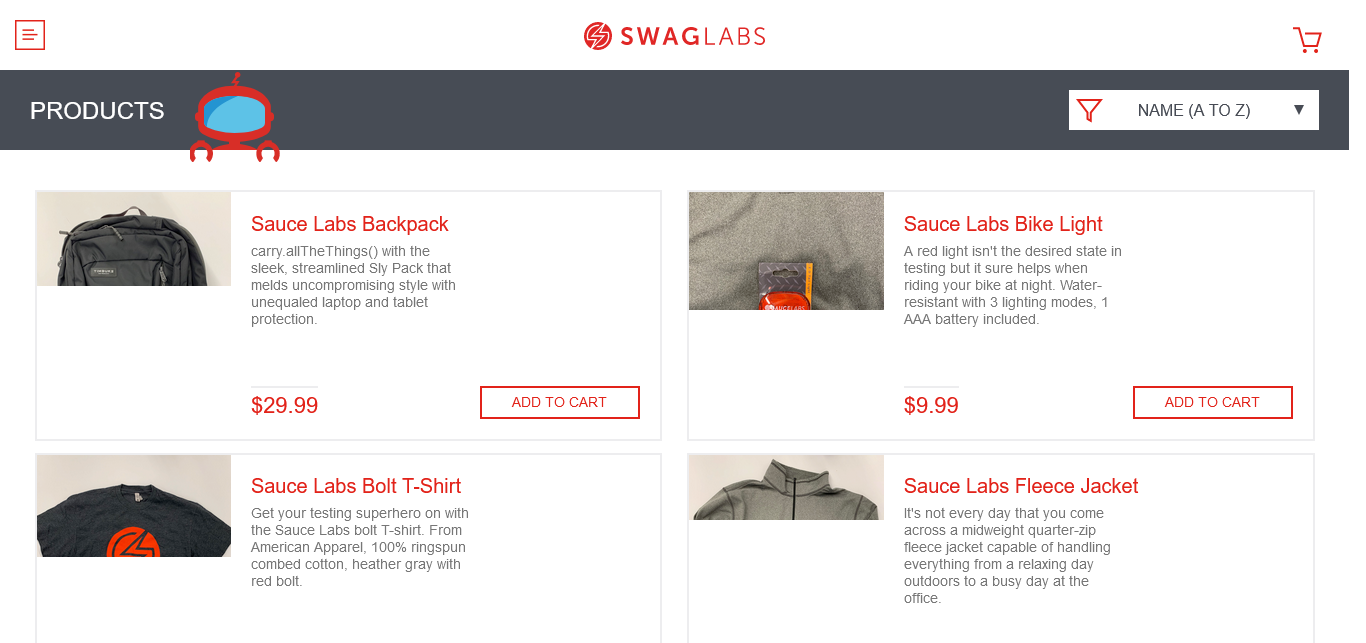 SWAGLABS
PRODUCTS
NAME (A TO Z)
Sauce Labs Backpack
carry.allTheThings() with the
sleek, streamlined Sly Pack that
melds uncompromising style with
unequaled laptop and tablet
protection.
$29.99
ADD TO CART
Sauce Labs Bike Light
A red light isn't the desired state in
testing but it sure helps when
riding your bike at night. Water-
resistant with 3 lighting modes, 1
AAA battery included.
$9.99
ADD TO CART
Sauce Labs Bolt T-Shirt
Get your testing superhero on with
the Sauce Labs bolt T-shirt. From
American Apparel, 100% ringspun
combed cotton, heather gray with
red bolt.
Sauce Labs Fleece Jacket
It's not every day that you come
across a midweight quarter-zip
fleece jacket capable of handling
everything from a relaxing day
outdoors to a busy day at the
office.